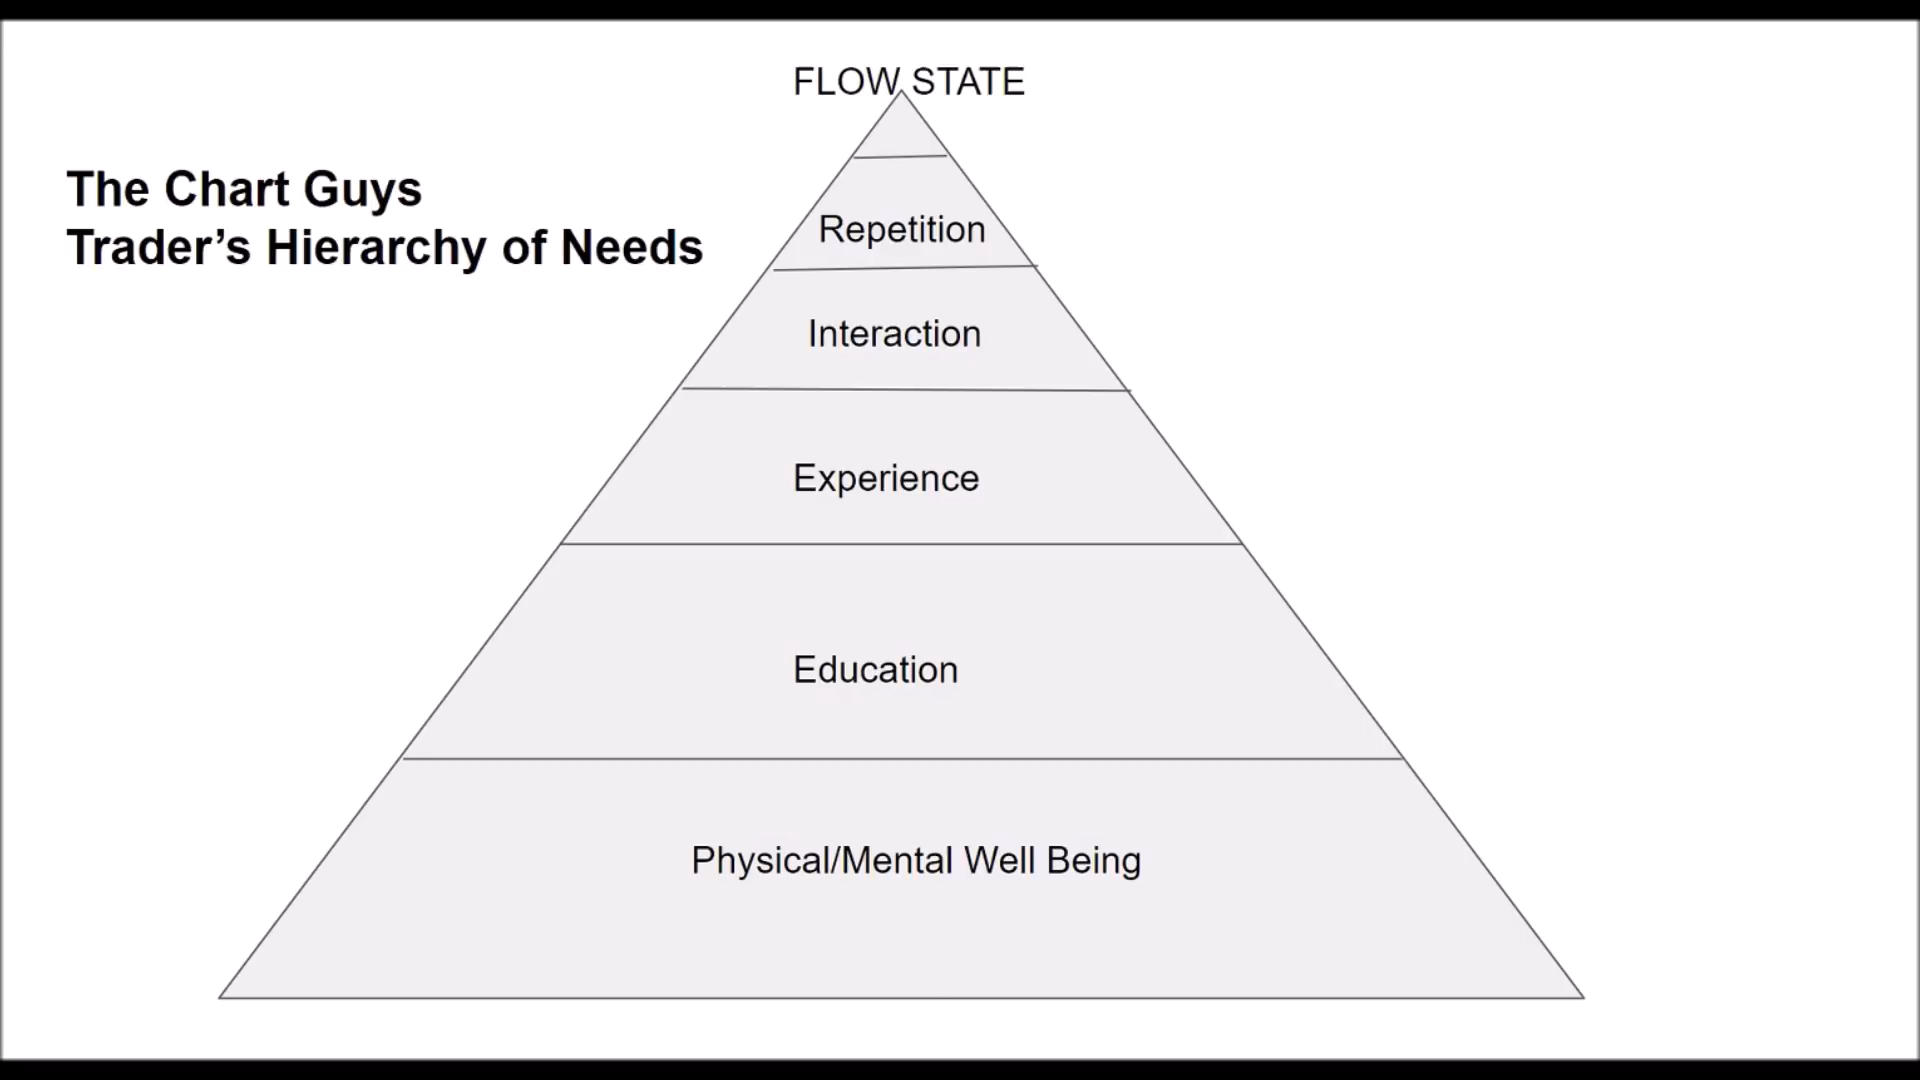 FLOW STATE
The Chart Guys
Trader’s Hierarchy of Needs
Repetition
Interaction
Experience
Education
Physical/Mental Well Being